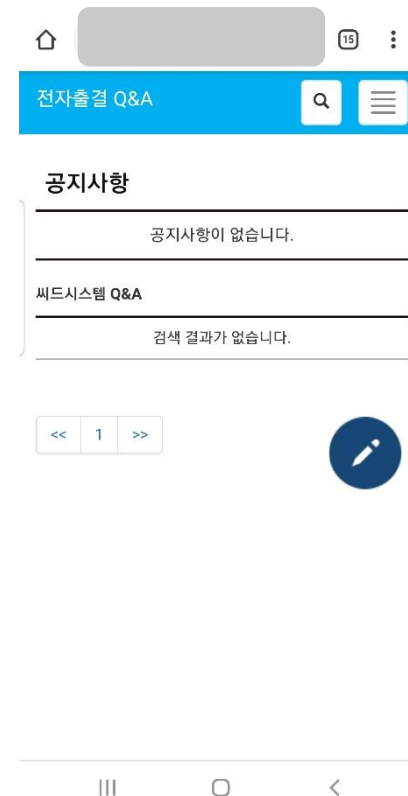 15
전자출결 Q&A
공지사항
공지사항이 없습니다.
씨드시스템 Q&A
검색 결과가 없습니다.
<< 1 >>